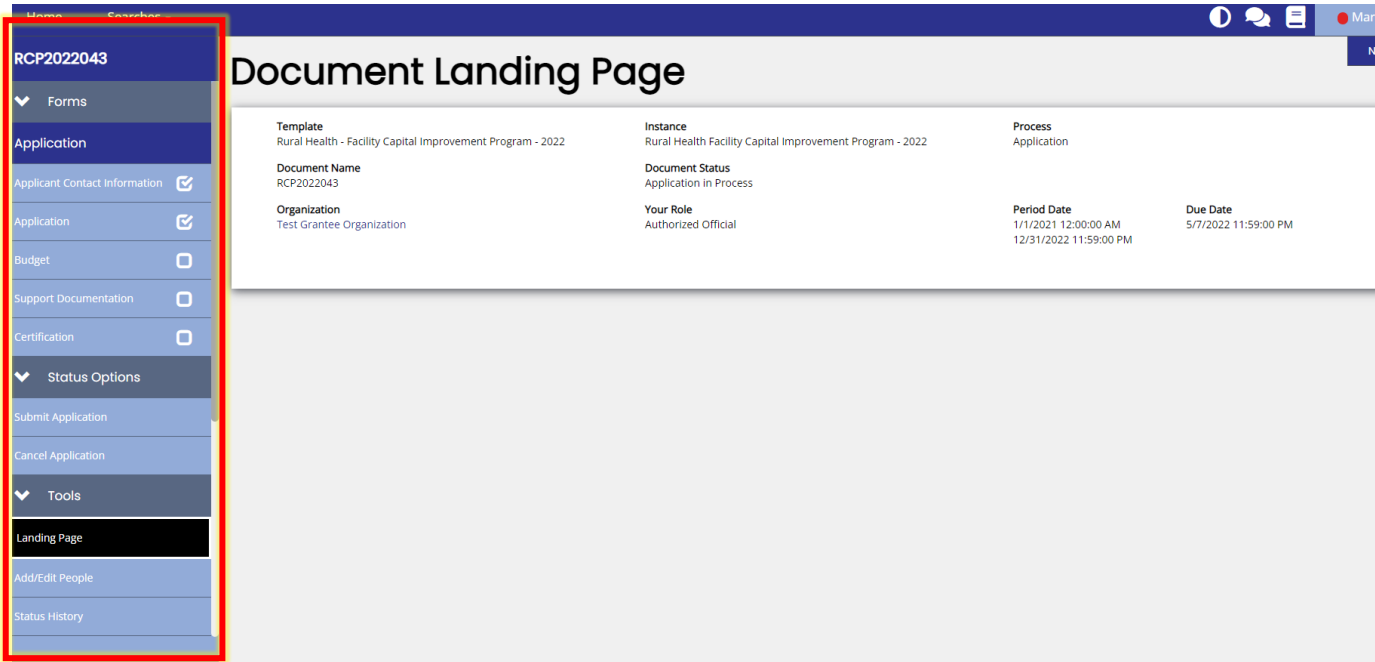 Home Searches
Mar
N
RCP2022043
Forms
Application
Applicant Contact Information
Application
Budget
Support Documentation
Certification
Status Options
Submit Application
Cancel Application
Tools
Landing Page
Add/Edit People
Status History
Document Landing Page
Template
Rural Health - Facility Capital Improvement Program - 2022
Instance
Rural Health Facility Capital Improvement Program - 2022
Process
Application
Document Name
RCP2022043
Document Status
Application in Process
Organization
Test Grantee Organization
Your Role
Authorized Official
Period Date
1/1/2021 12:00:00 AM
12/31/2022 11:59:00 PM
Due Date
5/7/2022 11:59:00 PM